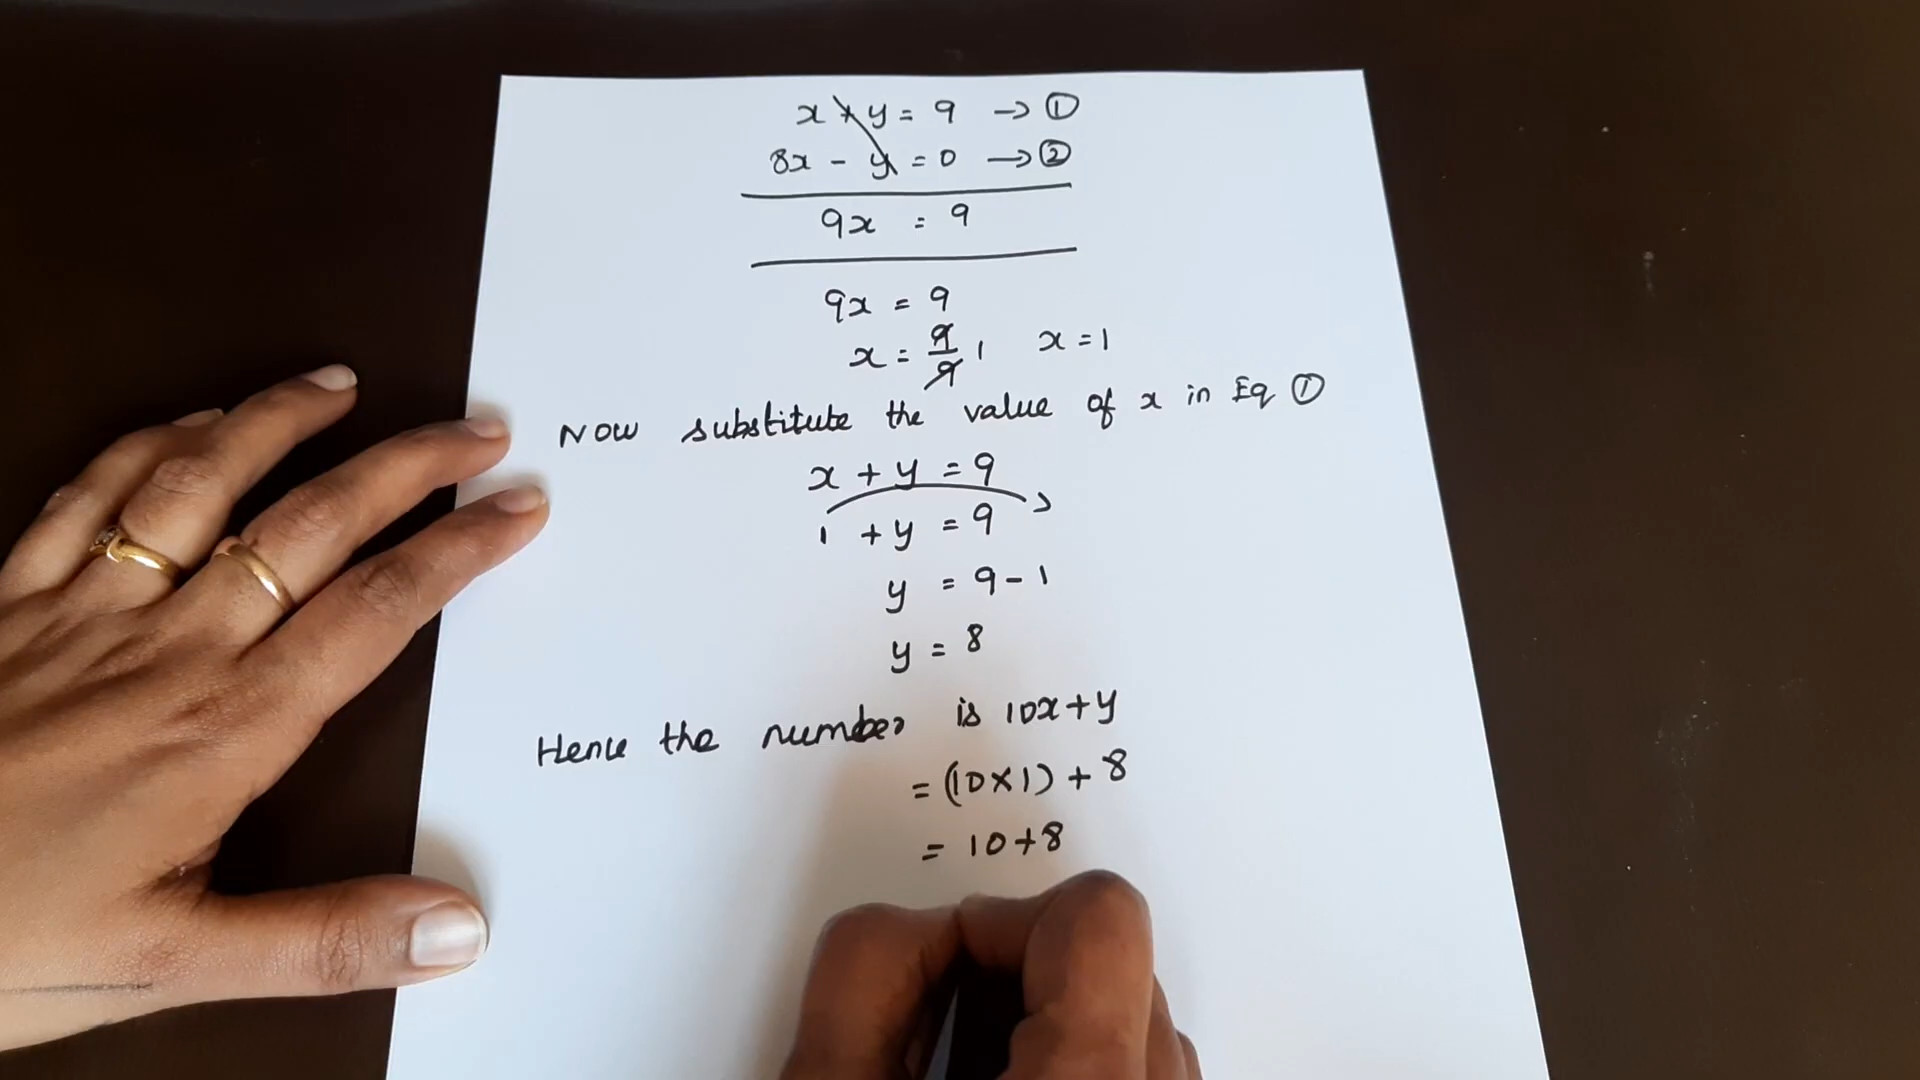 x + y = 9 → ①
8x - y = 0 → ②
9x = 9
9x = 9
x = 9/9 1 x = 1
Now substitute the value of x in Eq ①
x + y = 9
1 + y = 9
y = 9 - 1
y = 8
Hence the number is 10x + y
= (10 × 1) + 8
= 10 + 8